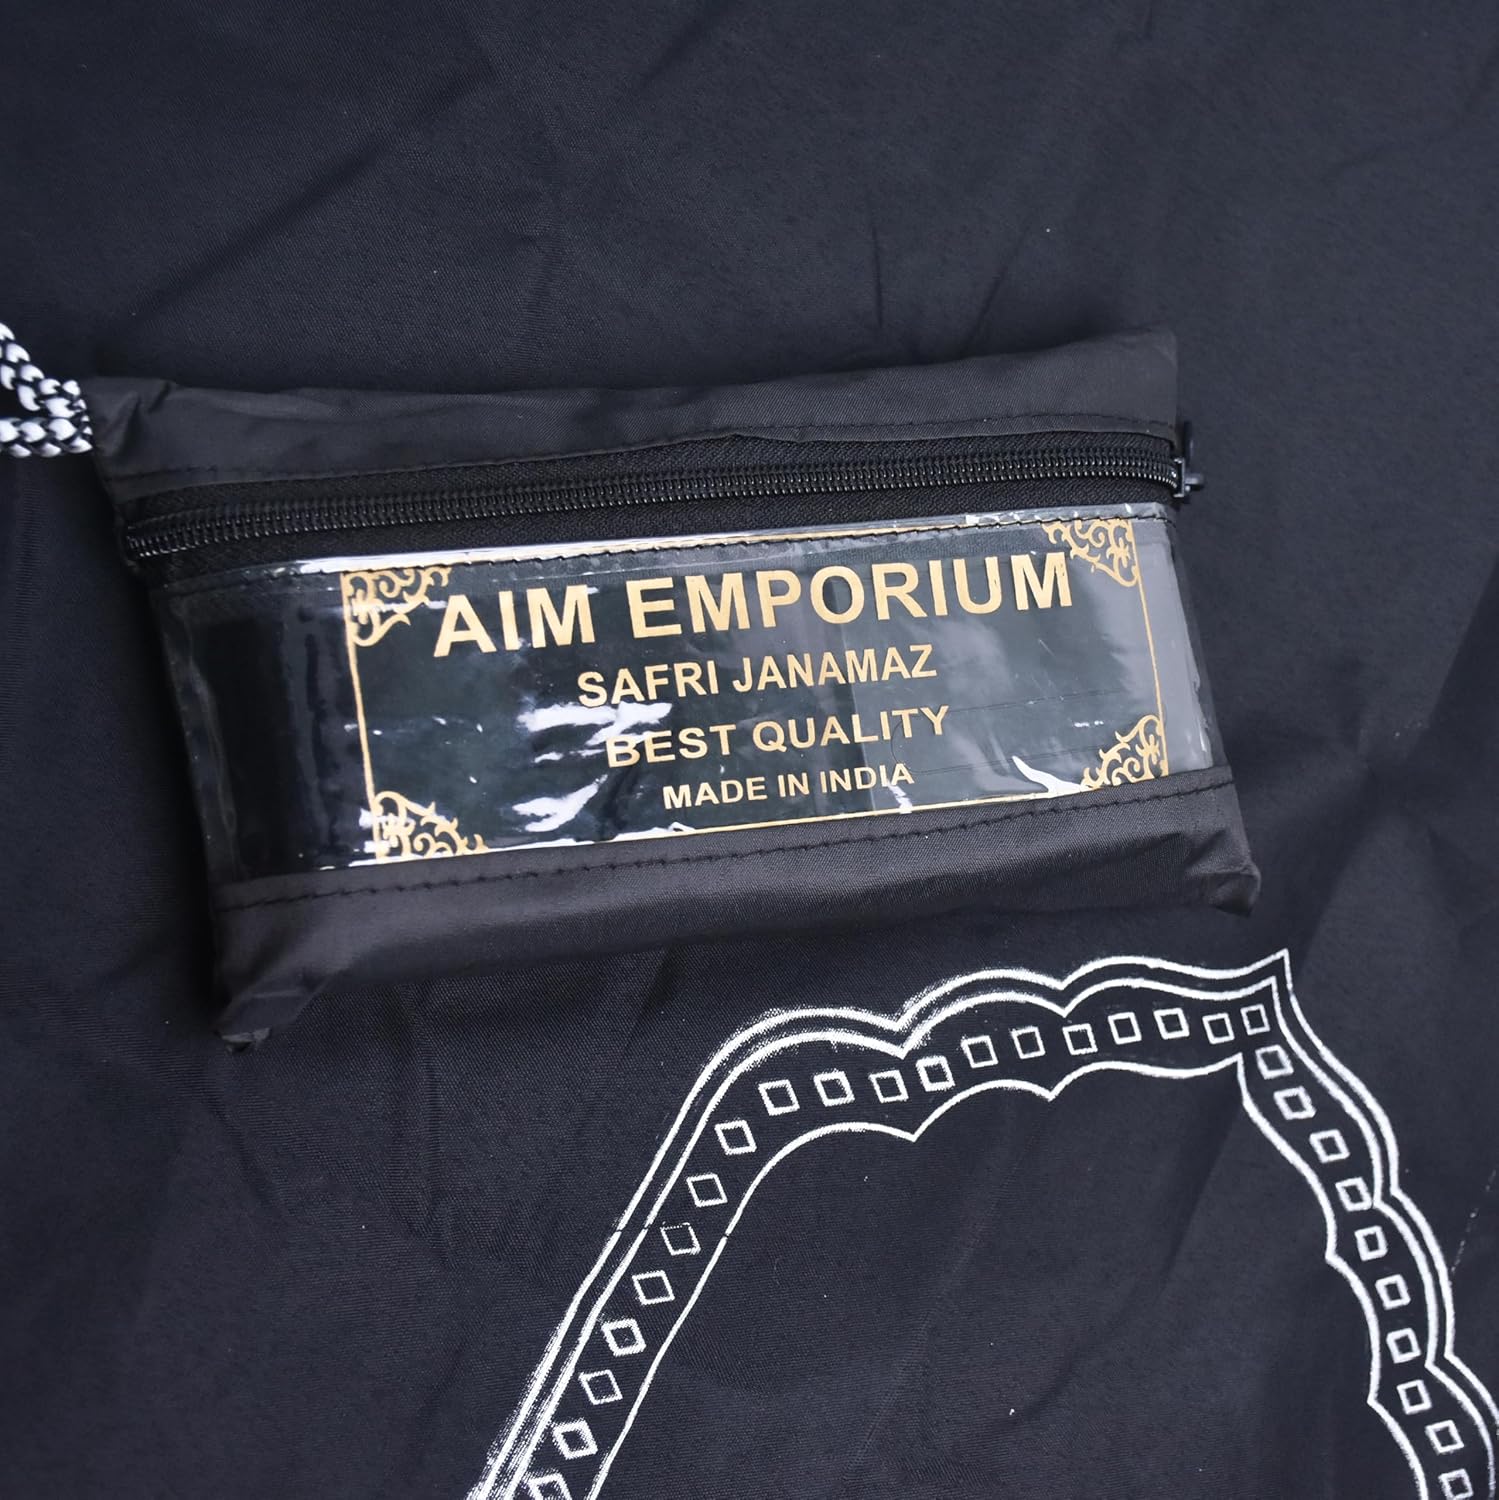 AIM EMPORIUM
SAFRI JANAMAZ
BEST QUALITY
MADE IN INDIA